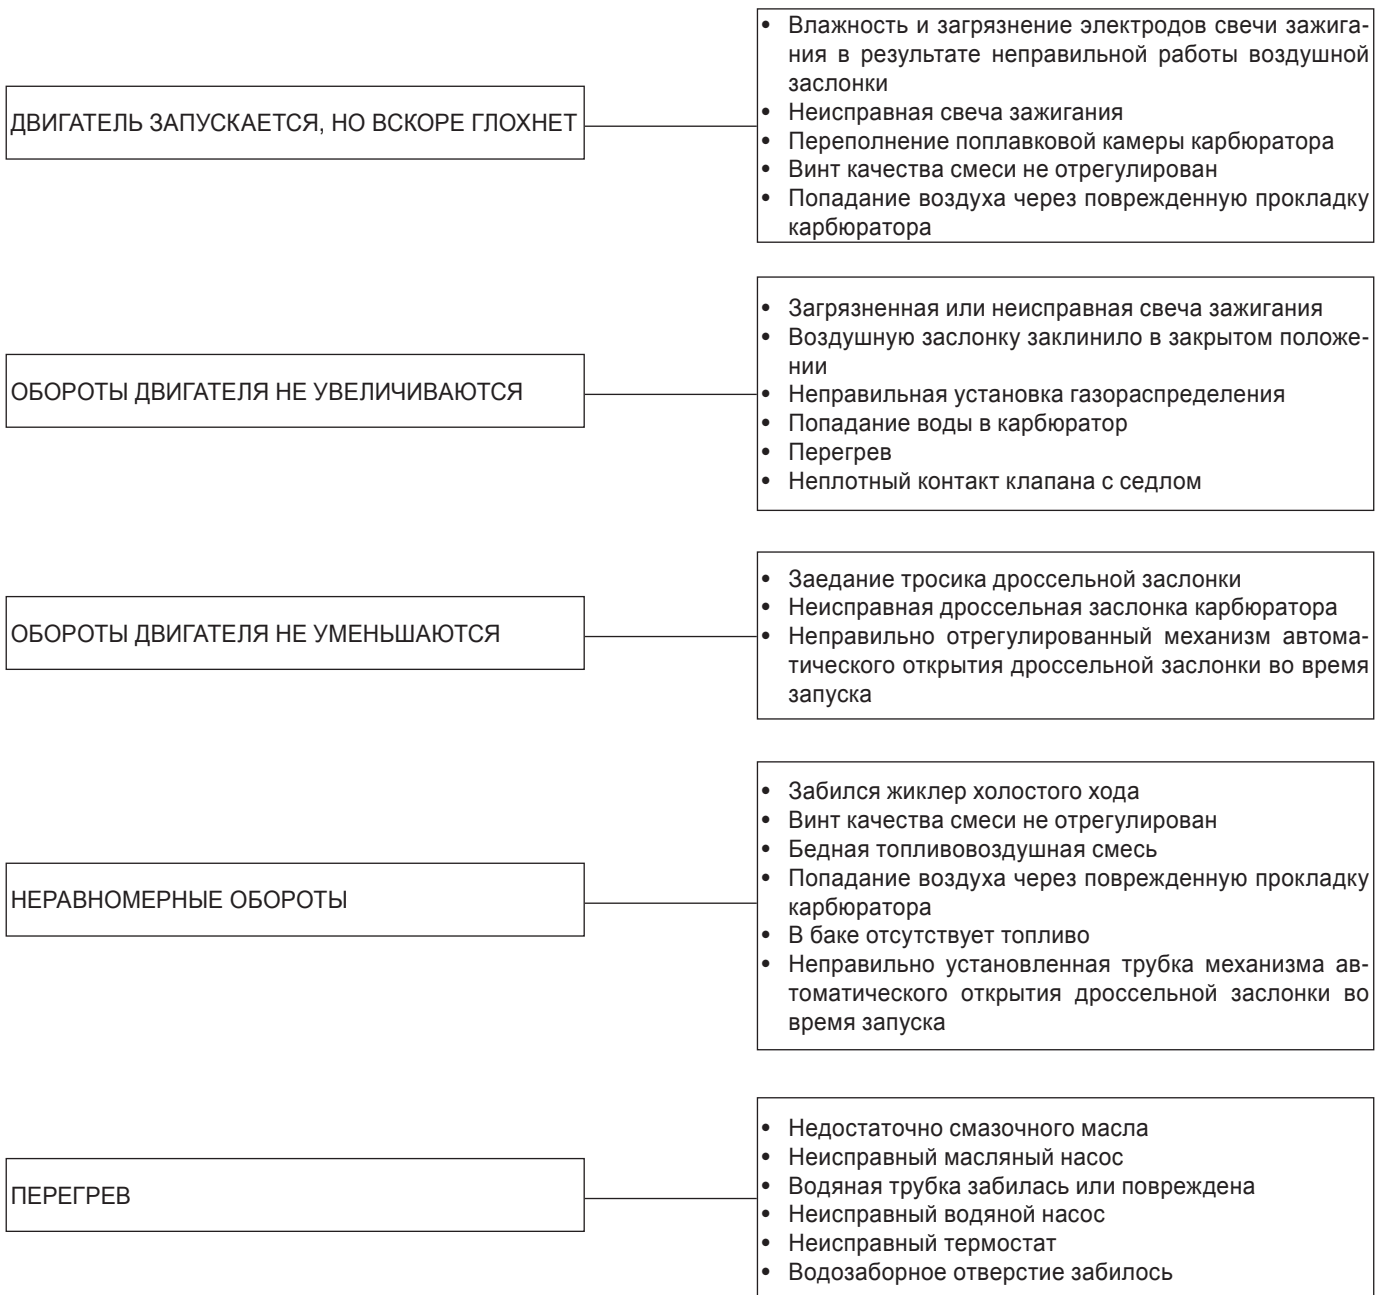 ДВИГАТЕЛЬ ЗАПУСКАЕТСЯ, НО ВСКОРЕ ГЛОХНЕТ
• Влажность и загрязнение электродов свечи зажига-
ния в результате неправильной работы воздушной
заслонки
• Неисправная свеча зажигания
• Переполнение поплавковой камеры карбюратора
• Винт качества смеси не отрегулирован
• Попадание воздуха через поврежденную прокладку
карбюратора
ОБОРОТЫ ДВИГАТЕЛЯ НЕ УВЕЛИЧИВАЮТСЯ
• Загрязненная или неисправная свеча зажигания
• Воздушную заслонку заклинило в закрытом положе-
нии
• Неправильная установка газораспределения
• Попадание воды в карбюратор
• Перегрев
• Неплотный контакт клапана с седлом
ОБОРОТЫ ДВИГАТЕЛЯ НЕ УМЕНЬШАЮТСЯ
• Заедание тросика дроссельной заслонки
• Неисправная дроссельная заслонка карбюратора
• Неправильно отрегулированный механизм автома-
тического открытия дроссельной заслонки во время
запуска
НЕРАВНОМЕРНЫЕ ОБОРОТЫ
• Забился жиклер холостого хода
• Винт качества смеси не отрегулирован
• Бедная топливовоздушная смесь
• Попадание воздуха через поврежденную прокладку
карбюратора
• В баке отсутствует топливо
• Неправильно установленная трубка механизма ав-
томатического открытия дроссельной заслонки во
время запуска
ПЕРЕГРЕВ
• Недостаточно смазочного масла
• Неисправный масляный насос
• Водяная трубка забилась или повреждена
• Неисправный водяной насос
• Неисправный термостат
• Водозаборное отверстие забилось